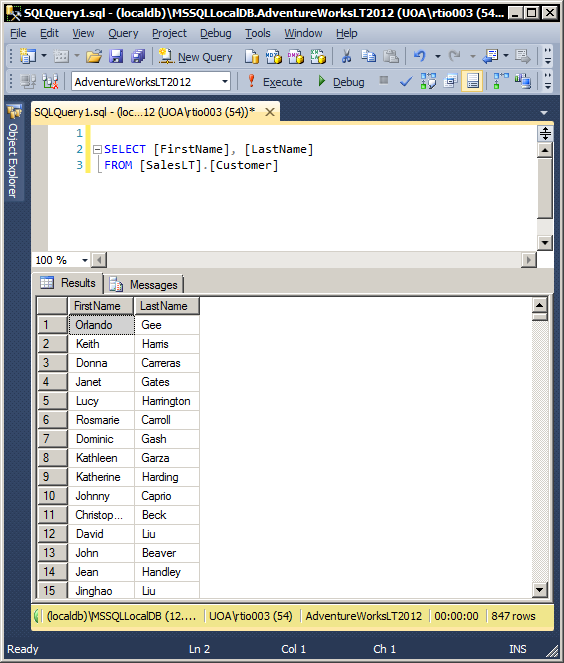 SQLQuery1.sql - (localdb)\MSSQLLocalDB.AdventureWorksLT2012 (UOA\rtio003 (54...
File Edit View Query Project Debug Tools Window Help
New Query MDX DMX XMLA
AdventureWorksLT2012 Execute Debug
SQLQuery1.sql - (loc...12 (UOA\rtio003 (54))*
Object Explorer
1
2 SELECT [FirstName], [LastName]
3 FROM [SalesLT].[Customer]
100 %
Results Messages
FirstName LastName
1 Orlando Gee
2 Keith Harris
3 Donna Carreras
4 Janet Gates
5 Lucy Harrington
6 Rosmarie Carroll
7 Dominic Gash
8 Kathleen Garza
9 Katherine Harding
10 Johnny Caprio
11 Christop... Beck
12 David Liu
13 John Beaver
14 Jean Handley
15 Jinghao Liu
(localdb)\MSSQLLocalDB (12.... UOA\rtio003 (54) AdventureWorksLT2012 00:00:00 847 rows
Ready Ln 2 Col 1 Ch 1 INS